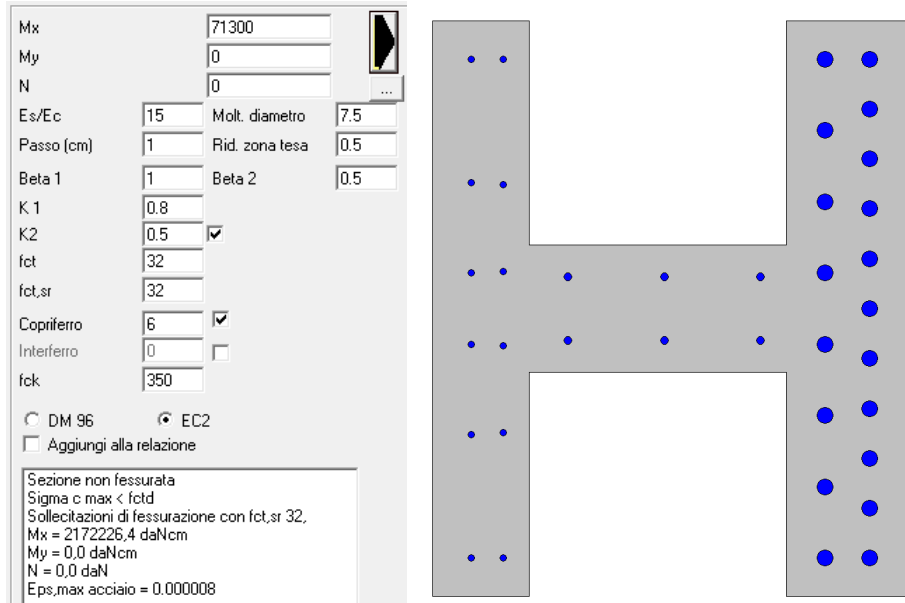 Mx 71300
My 0
N 0
...
Es/Ec 15 Molt. diametro 7.5
Passo (cm) 1 Rid. zona tesa 0.5
Beta 1 1 Beta 2 0.5
K 1 0.8
K2 0.5
fct 32
fct,sr 32
Copriferro 6
Interferro 0
fck 350
DM 96 EC2
Aggiungi alla relazione
Sezione non fessurata
Sigma c max < fctd
Sollecitazioni di fessurazione con fct,sr 32,
Mx = 2172226,4 daNcm
My = 0,0 daNcm
N = 0,0 daN
Eps,max acciaio = 0.000008